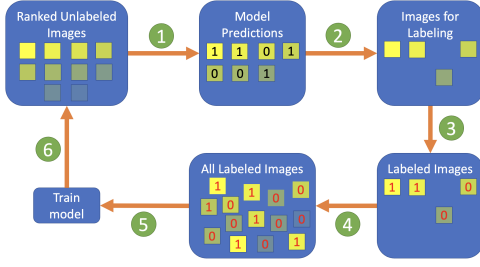 Ranked Unlabeled
Images
1
Model
Predictions
1 1 0 1
0 0 1
2
Images for
Labeling
3
Labeled Images
1 1 0
0
4
All Labeled Images
1 1 0 0
1 0 0
0 1 0
0 1 0 1
5
Train
model
6